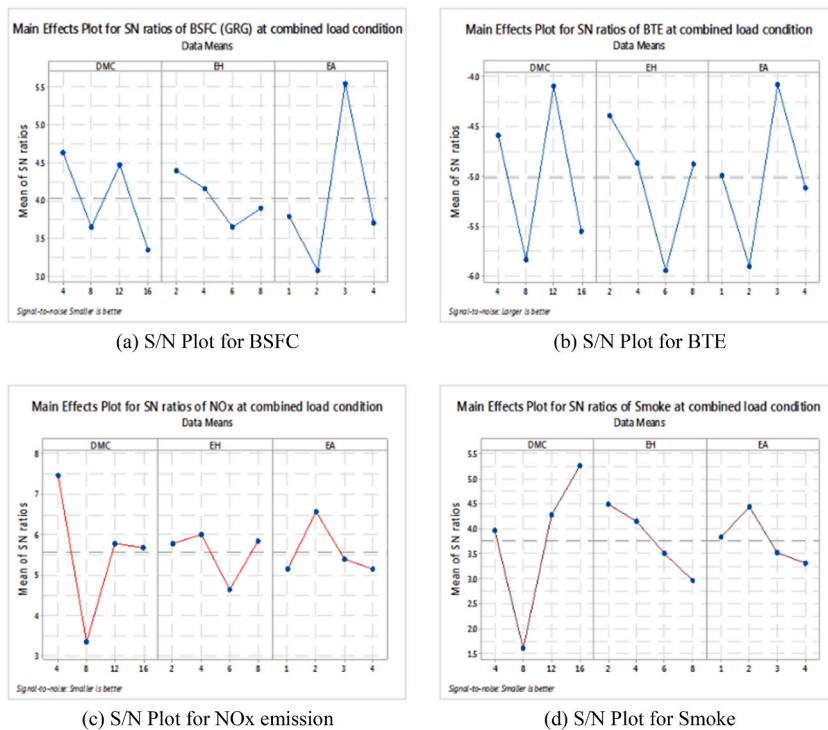 Main Effects Plot for SN ratios of BSFC (GRG) at combined load condition
Data Means
DMC EH EA
5.5
5.0
4.5
4.0
3.5
3.0
Mean of SN ratios
4 8 12 16 2 4 6 8 1 2 3 4
Signal-to-noise: Smaller is better
(a) S/N Plot for BSFC
Main Effects Plot for SN ratios of BTE at combined load condition
Data Means
DMC EH EA
-4.0
-4.5
-5.0
-5.5
-6.0
Mean of SN ratios
4 8 12 16 2 4 6 8 1 2 3 4
Signal-to-noise: Larger is better
(b) S/N Plot for BTE
Main Effects Plot for SN ratios of NOx at combined load condition
Data Means
DMC EH EA
8
7
6
5
4
3
Mean of SN ratios
4 8 12 16 2 4 6 8 1 2 3 4
Signal-to-noise: Smaller is better
(c) S/N Plot for NOx emission
Main Effects Plot for SN ratios of Smoke at combined load condition
Data Means
DMC EH EA
5.5
5.0
4.5
4.0
3.5
3.0
2.5
2.0
1.5
Mean of SN ratios
4 8 12 16 2 4 6 8 1 2 3 4
Signal-to-noise: Smaller is better
(d) S/N Plot for Smoke